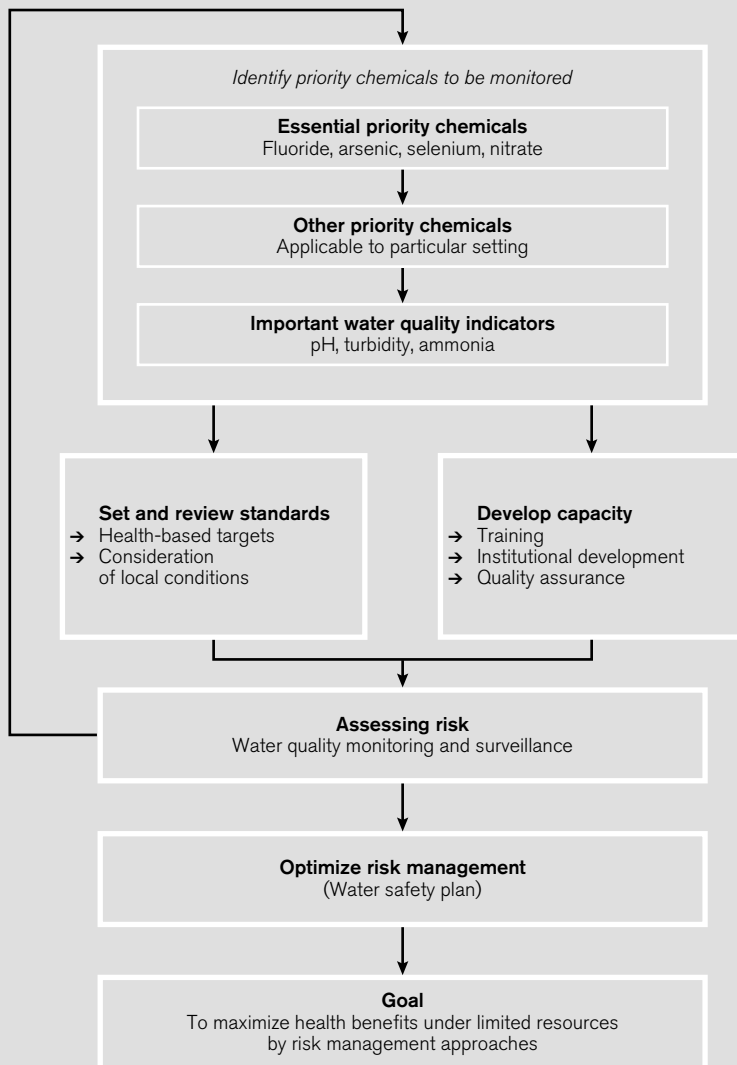 Identify priority chemicals to be monitored
Essential priority chemicals
Fluoride, arsenic, selenium, nitrate
Other priority chemicals
Applicable to particular setting
Important water quality indicators
pH, turbidity, ammonia
Set and review standards
→ Health-based targets
→ Consideration
of local conditions
Develop capacity
→ Training
→ Institutional development
→ Quality assurance
Assessing risk
Water quality monitoring and surveillance
Optimize risk management
(Water safety plan)
Goal
To maximize health benefits under limited resources
by risk management approaches